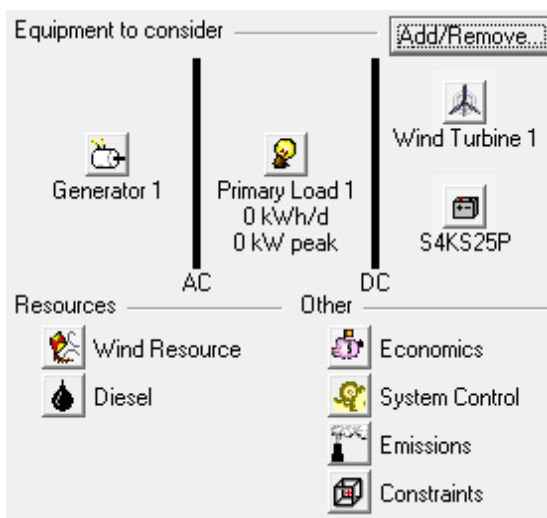 Equipment to consider
Add/Remove...
Wind Turbine 1
Generator 1
Primary Load 1
0 kWh/d
0 kW peak
S4KS25P
AC
DC
Resources
Other
Wind Resource
Economics
Diesel
System Control
Emissions
Constraints